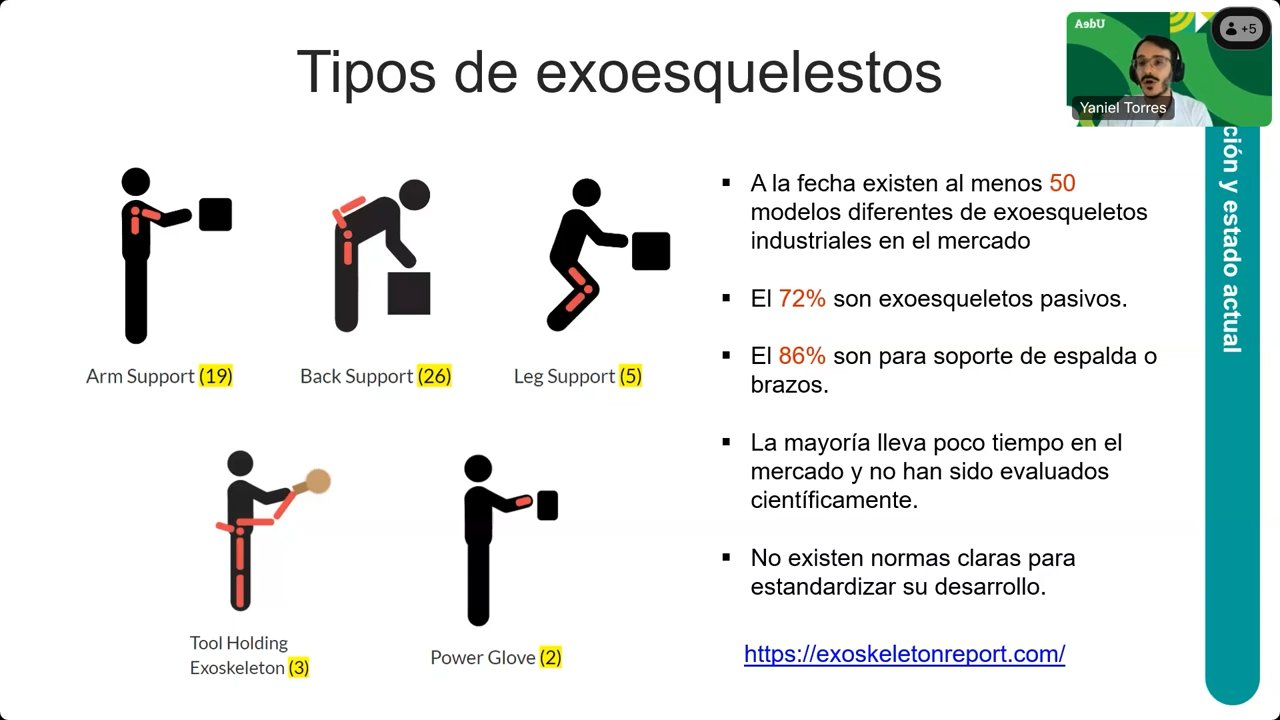 Tipos de exoesquelestos
UdeA
+5
Yaniel Torres
ción y estado actual
Arm Support (19)
Back Support (26)
Leg Support (5)
Tool Holding
Exoskeleton (3)
Power Glove (2)
▪ A la fecha existen al menos 50
modelos diferentes de exoesqueletos
industriales en el mercado
▪ El 72% son exoesqueletos pasivos.
▪ El 86% son para soporte de espalda o
brazos.
▪ La mayoría lleva poco tiempo en el
mercado y no han sido evaluados
científicamente.
▪ No existen normas claras para
estandardizar su desarrollo.
https://exoskeletonreport.com/